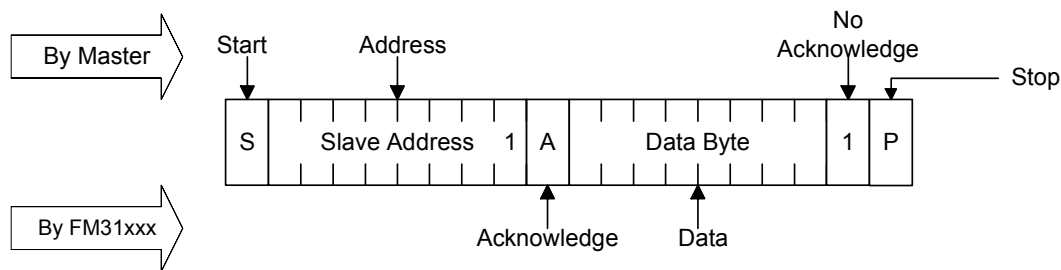 No
By Master
Start
Address
Acknowledge
Stop
S
Slave Address
1
A
Data Byte
1
P
By FM31xxx
Acknowledge
Data